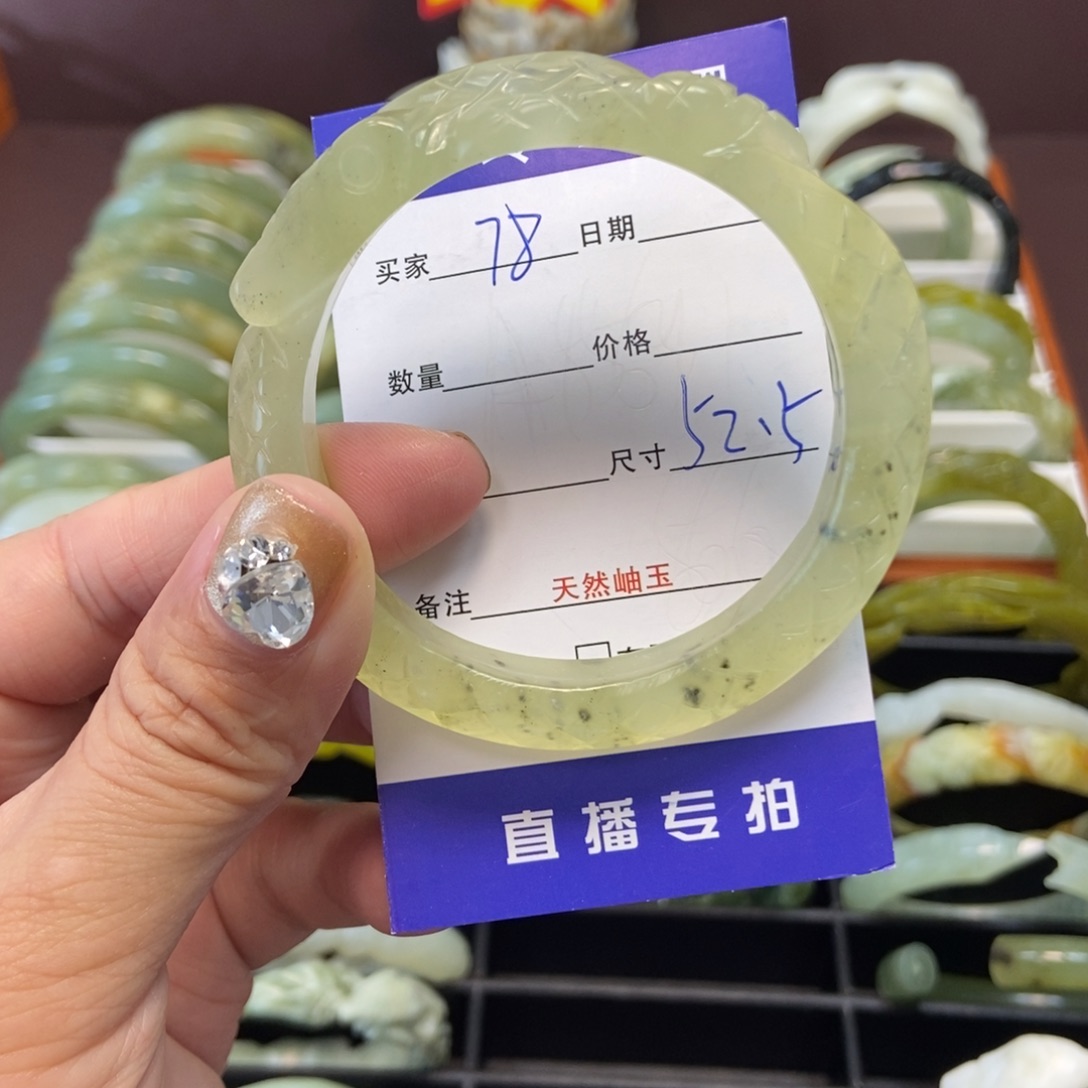 买家 78 日期
数量 价格
尺寸 52.5
备注 天然岫玉
直播专拍